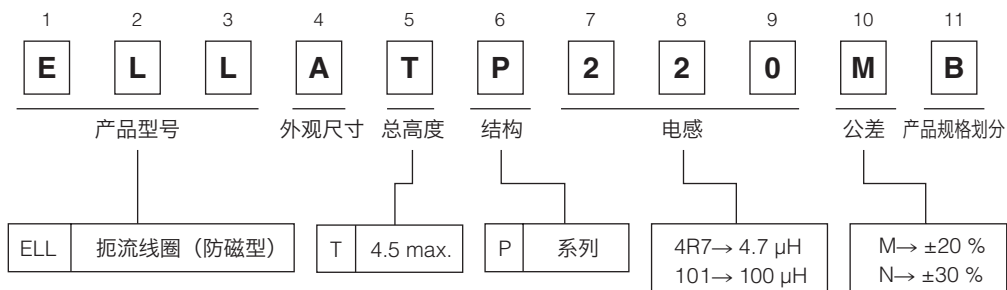 1 2 3 4 5 6 7 8 9 10 11
E L L A T P 2 2 0 M B
产品型号 外观尺寸 总高度 结构 电感 公差 产品规格划分
ELL 扼流线圈（防磁型） T 4.5 max. P 系列 4R7→ 4.7 µH M→ ±20 %
101→ 100 µH N→ ±30 %